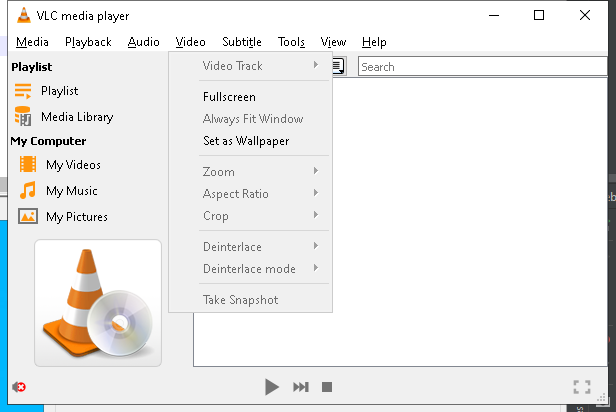 VLC media player
Media Playback Audio Video Subtitle Tools View Help
Playlist
Playlist
Media Library
My Computer
My Videos
My Music
My Pictures
Video Track
Fullscreen
Always Fit Window
Set as Wallpaper
Zoom
Aspect Ratio
Crop
Deinterlace
Deinterlace mode
Take Snapshot
Search